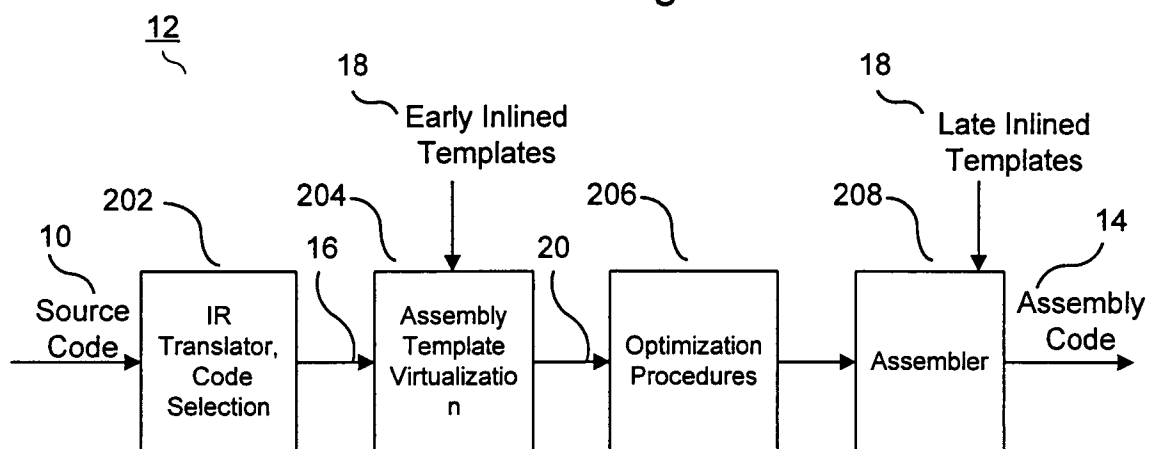 12
18
Early Inlined
Templates
18
Late Inlined
Templates
202
204
206
208
10
16
20
14
Source
Code
IR
Translator,
Code
Selection
Assembly
Template
Virtualizatio
n
Optimization
Procedures
Assembler
Assembly
Code